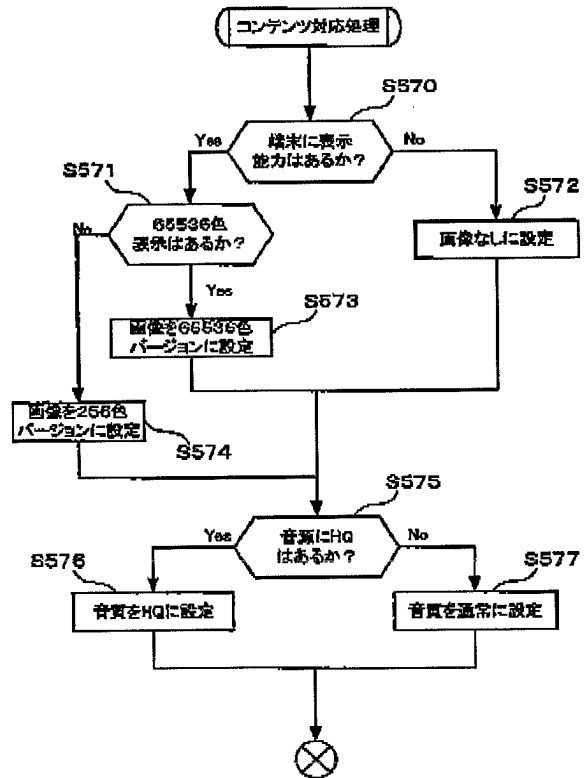 コンテンツ対応処理
S570
端末に表示
能力はあるか?
Yes
No
S571
S572
65536色
表示はあるか?
No
画像なしに設定
Yes
S573
画像を65536色
バージョンに設定
画像を256色
バージョンに設定
S574
S575
音質にHQ
はあるか?
Yes
No
S576
S577
音質をHQに設定
音質を通常に設定